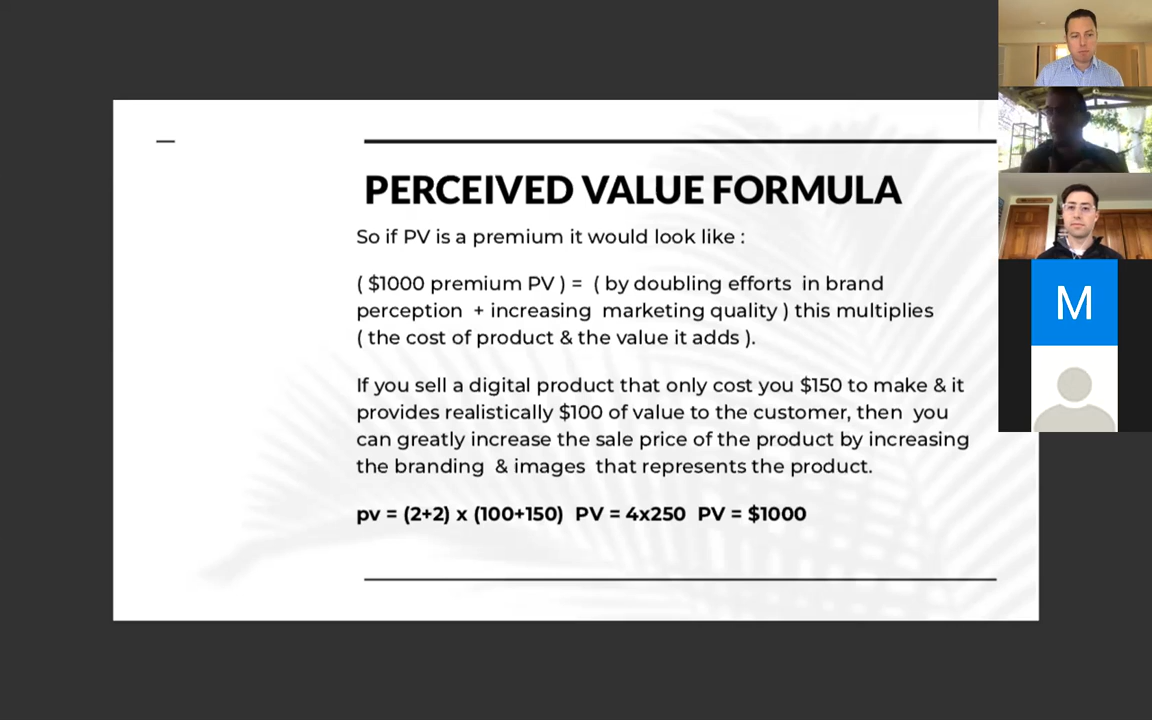 PERCEIVED VALUE FORMULA
So if PV is a premium it would look like :
( $1000 premium PV ) = ( by doubling efforts in brand
perception + increasing marketing quality ) this multiplies
( the cost of product & the value it adds ).
If you sell a digital product that only cost you $150 to make & it
provides realistically $100 of value to the customer, then you
can greatly increase the sale price of the product by increasing
the branding & images that represents the product.
pv = (2+2) x (100+150) PV = 4x250 PV = $1000
M